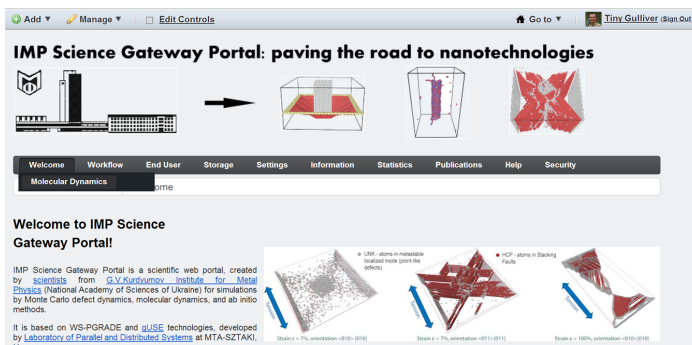 Add ▼ Manage ▼ Edit Controls Go to ▼ Tiny Gulliver (Sign Out
IMP Science Gateway Portal: paving the road to nanotechnologies
Welcome Workflow End User Storage Settings Information Statistics Publications Help Security
Molecular Dynamics ome
Welcome to IMP Science
Gateway Portal!
IMP Science Gateway Portal is a scientific web portal, created
by scientists from G.V.Kurdyumov Institute for Metal
Physics (National Academy of Sciences of Ukraine) for simulations
by Monte Carlo defect dynamics, molecular dynamics, and ab initio
methods.
It is based on WS-PGRADE and gUSE technologies, developed
by Laboratory of Parallel and Distributed Systems at MTA-SZTAKI,
UNK - atoms in metastable
localized mode (point-like
defects)
HCP - atoms in Stacking
Faults
Tension
Tension
Tension
Strain ε = 7%, orientation <010>{010}
Strain ε = 7%, orientation <011>{011}
Strain ε = 100%, orientation <010>{010}